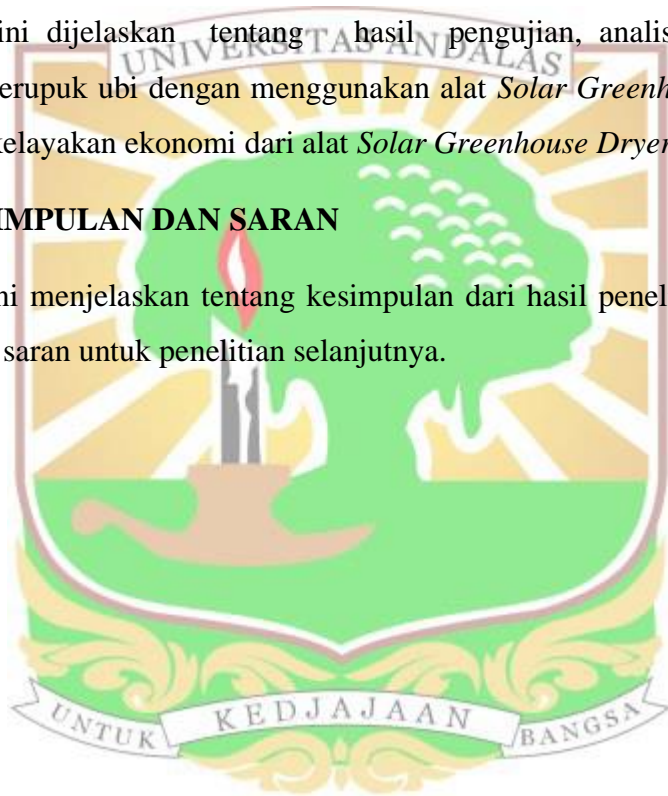 ini dijelaskan tentang hasil pengujian, analis
UNIVERSITAS ANDALAS
erupuk ubi dengan menggunakan alat Solar Greenh
kelayakan ekonomi dari alat Solar Greenhouse Dryer
IMPULAN DAN SARAN
ni menjelaskan tentang kesimpulan dari hasil penel
saran untuk penelitian selanjutnya.
UNTUK KEDJAJAAN BANGSA